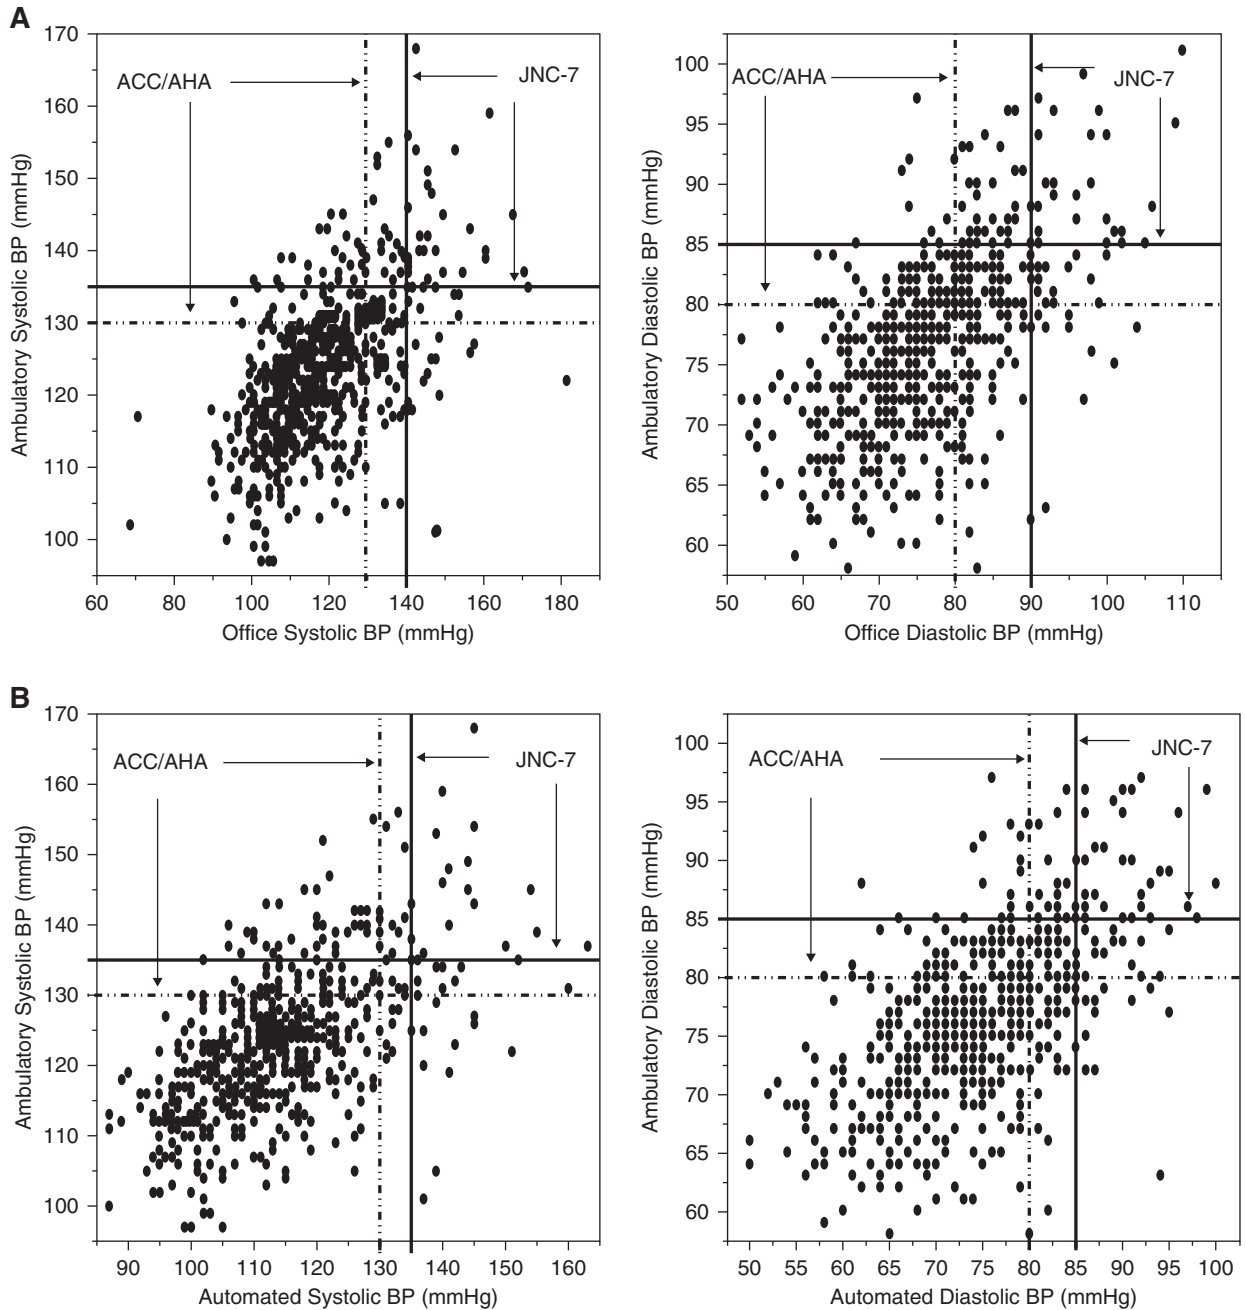 A
170
160
150
140
130
120
110
100
60 80 100 120 140 160 180
ACC/AHA
JNC-7
Ambulatory Systolic BP (mmHg)
Office Systolic BP (mmHg)
100
95
90
85
80
75
70
65
60
50 60 70 80 90 100 110
ACC/AHA
JNC-7
Ambulatory Diastolic BP (mmHg)
Office Diastolic BP (mmHg)
B
170
160
150
140
130
120
110
100
90 100 110 120 130 140 150 160
ACC/AHA
JNC-7
Ambulatory Systolic BP (mmHg)
Automated Systolic BP (mmHg)
100
95
90
85
80
75
70
65
60
50 55 60 65 70 75 80 85 90 95 100
ACC/AHA
JNC-7
Ambulatory Diastolic BP (mmHg)
Automated Diastolic BP (mmHg)